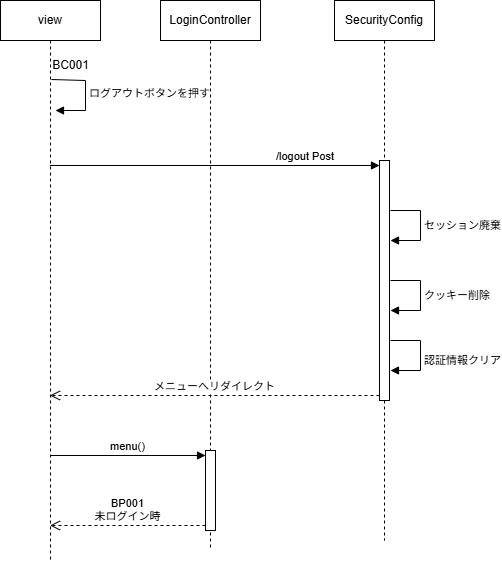 view
LoginController
SecurityConfig
BC001
ログアウトボタンを押す
/logout Post
セッション廃棄
クッキー削除
認証情報クリア
メニューへリダイレクト
menu()
BP001
未ログイン時